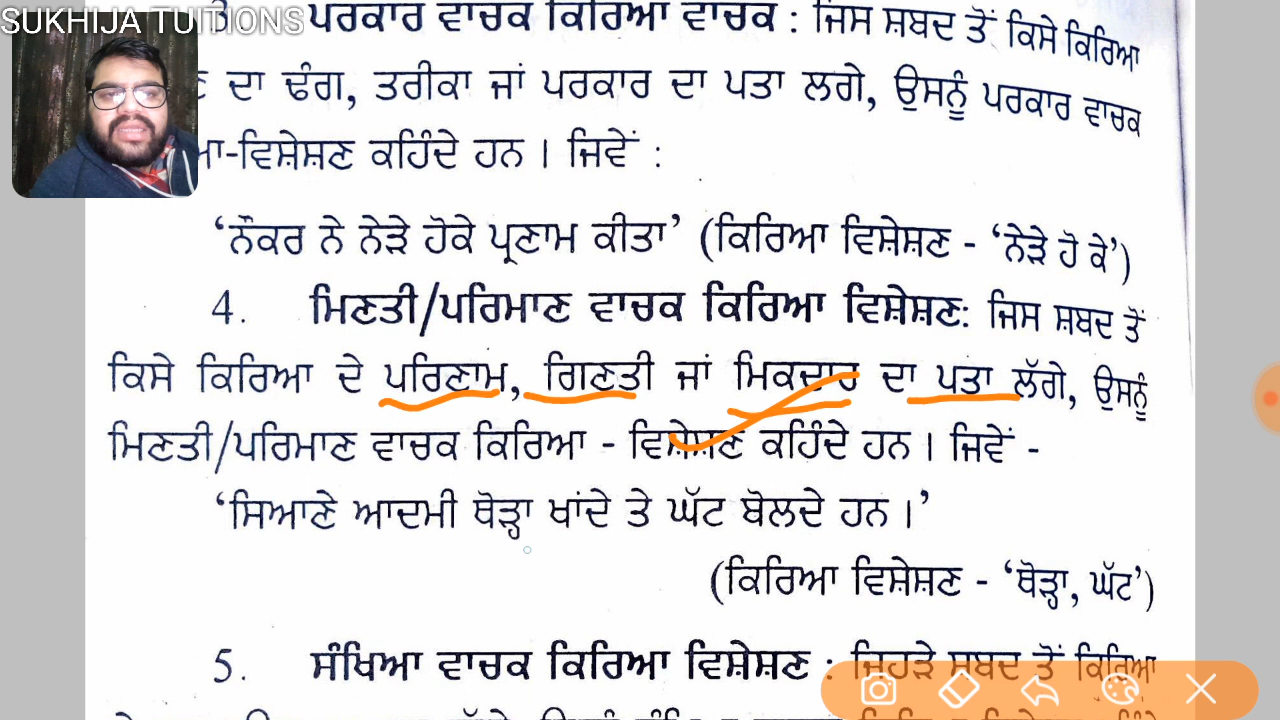 SUKHIJA TUITIONS
ਪਰਕਾਰ ਵਾਚਕ ਕਿਰਿਆ ਵਾਚਕ : ਜਿਸ ਸ਼ਬਦ ਤੋਂ ਕਿਸੇ ਕਿਰਿਆ
ਦਾ ਢੰਗ, ਤਰੀਕਾ ਜਾਂ ਪਰਕਾਰ ਦਾ ਪਤਾ ਲਗੇ, ਉਸਨੂੰ ਪਰਕਾਰ ਵਾਚਕ
ਆ-ਵਿਸ਼ੇਸ਼ਣ ਕਹਿੰਦੇ ਹਨ । ਜਿਵੇਂ :
‘ਨੌਕਰ ਨੇ ਨੇੜੇ ਹੋਕੇ ਪ੍ਰਣਾਮ ਕੀਤਾ’ (ਕਿਰਿਆ ਵਿਸ਼ੇਸ਼ਣ - ‘ਨੇੜੇ ਹੋ ਕੇ’)
4. ਮਿਣਤੀ/ਪਰਿਮਾਣ ਵਾਚਕ ਕਿਰਿਆ ਵਿਸ਼ੇਸ਼ਣ: ਜਿਸ ਸ਼ਬਦ ਤੋਂ
ਕਿਸੇ ਕਿਰਿਆ ਦੇ ਪਰਿਣਾਮ, ਗਿਣਤੀ ਜਾਂ ਮਿਕਦਾਰ ਦਾ ਪਤਾ ਲੱਗੇ, ਉਸਨੂੰ
ਮਿਣਤੀ/ਪਰਿਮਾਣ ਵਾਚਕ ਕਿਰਿਆ - ਵਿਸ਼ੇਸ਼ਣ ਕਹਿੰਦੇ ਹਨ । ਜਿਵੇਂ -
‘ਸਿਆਣੇ ਆਦਮੀ ਥੋੜ੍ਹਾ ਖਾਂਦੇ ਤੇ ਘੱਟ ਬੋਲਦੇ ਹਨ ।’
(ਕਿਰਿਆ ਵਿਸ਼ੇਸ਼ਣ - ‘ਥੋੜ੍ਹਾ, ਘੱਟ’)
5. ਸੰਖਿਆ ਵਾਚਕ ਕਿਰਿਆ ਵਿਸ਼ੇਸ਼ਣ : ਜਿਹੜੇ ਸ਼ਬਦ ਤੋਂ ਕਿਰਿਆ